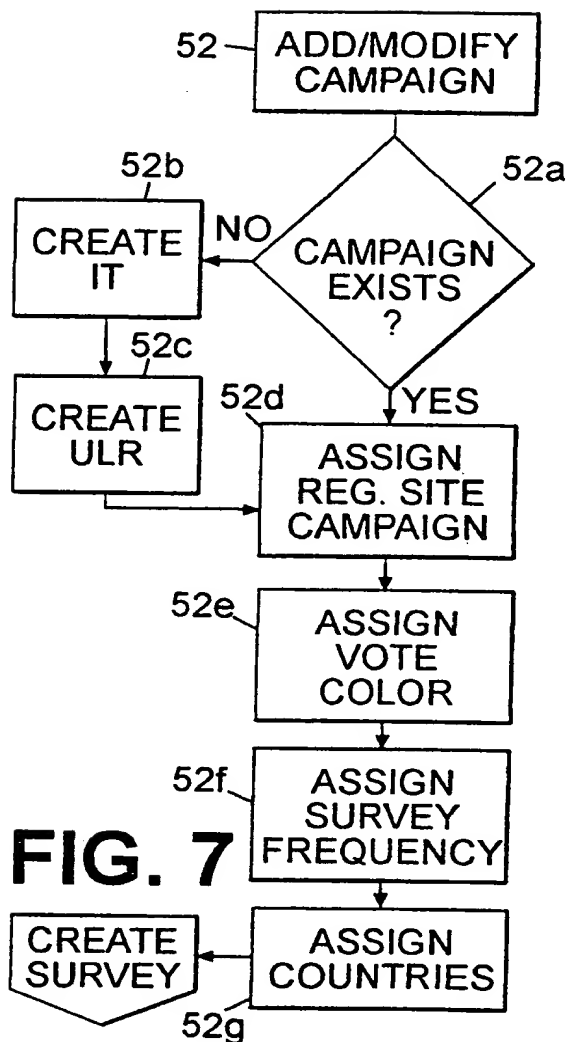 52
ADD/MODIFY
CAMPAIGN
52a
CAMPAIGN
EXISTS
?
NO
52b
CREATE
IT
52c
CREATE
ULR
YES
52d
ASSIGN
REG. SITE
CAMPAIGN
52e
ASSIGN
VOTE
COLOR
52f
ASSIGN
SURVEY
FREQUENCY
52g
ASSIGN
COUNTRIES
CREATE
SURVEY
FIG. 7